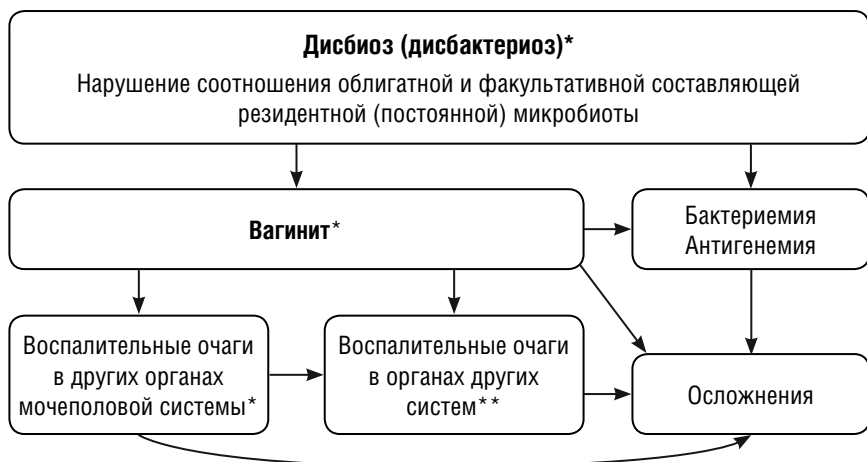 Дисбиоз (дисбактериоз)*
Нарушение соотношения облигатной и факультативной составляющей
резидентной (постоянной) микробиоты
Вагинит*
Бактериемия
Антигенемия
Воспалительные очаги
в других органах
мочеполовой системы*
Воспалительные очаги
в органах других
систем**
Осложнения